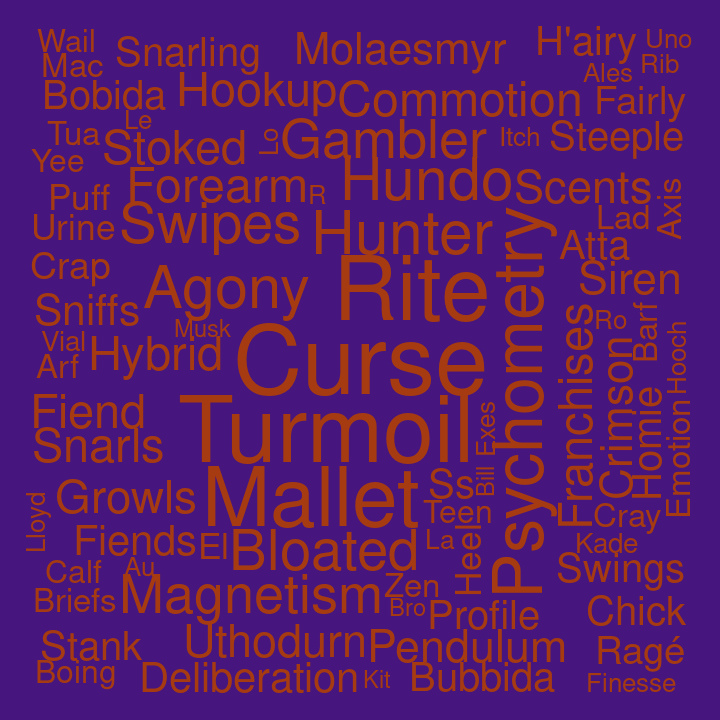 Wail
Snarling
Molaesmyr
H'airy
Uno
Mac
Ales
Rib
Bobida
Hookup
Commotion
Fairly
Tua
Le
Stoked
Lo
Gambler
Itch
Steeple
Yee
Puff
Forearm
R
Hundo
Scents
Axis
Urine
Swipes
Hunter
Lad
Atta
Crap
Agony
Rite
Psychometry
Siren
Sniffs
Musk
Franchises
Ro
Barf
Vial
Arf
Hybrid
Curse
Crimson
Hooch
Fiend
Turmoil
Exes
Homie
Emotion
Snarls
Growls
Mallet
Ss
Bill
Lloyd
Teen
Cray
Fiends
El
Bloated
La
Heel
Kade
Calf
Au
Swings
Briefs
Magnetism
Zen
Bro
Profile
Chick
Stank
Uthodurn
Pendulum
Ragé
Boing
Deliberation
Kit
Bubbida
Finesse